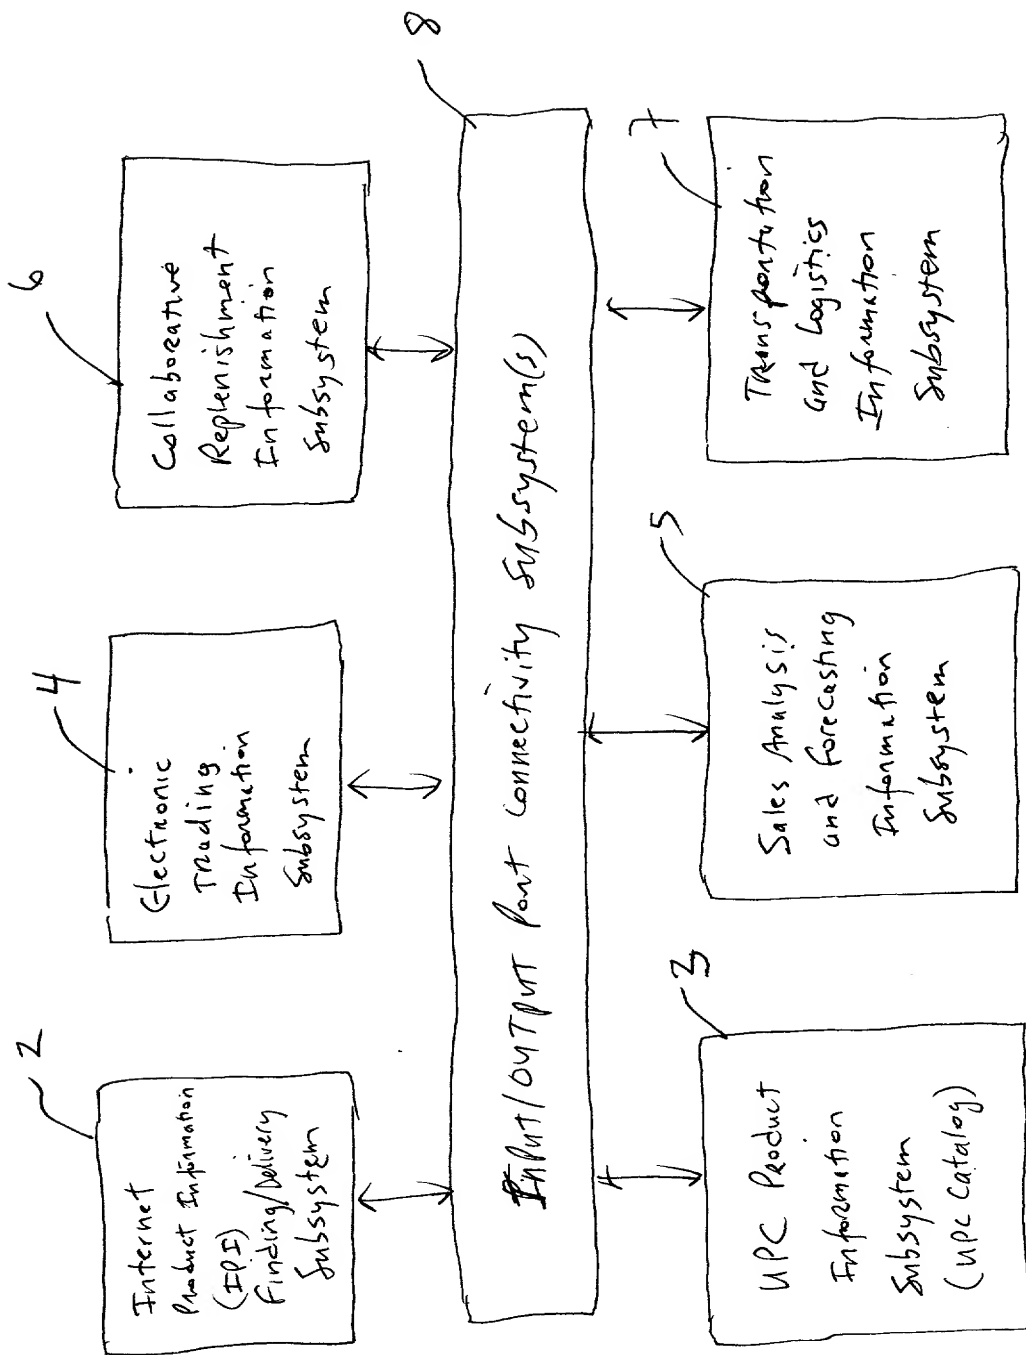 2
Internet
Product Information
(IPI)
Finding/Delivery
Subsystem
4
Electronic
Trading
Information
Subsystem
6
Collaborative
Replenishment
Information
Subsystem
8
Input/Output Port Connectivity Subsystem(s)
3
UPC Product
Information
Subsystem
(UPC Catalog)
5
Sales Analysis
and Forecasting
Information
Subsystem
7
Transportation
and Logistics
Information
Subsystem